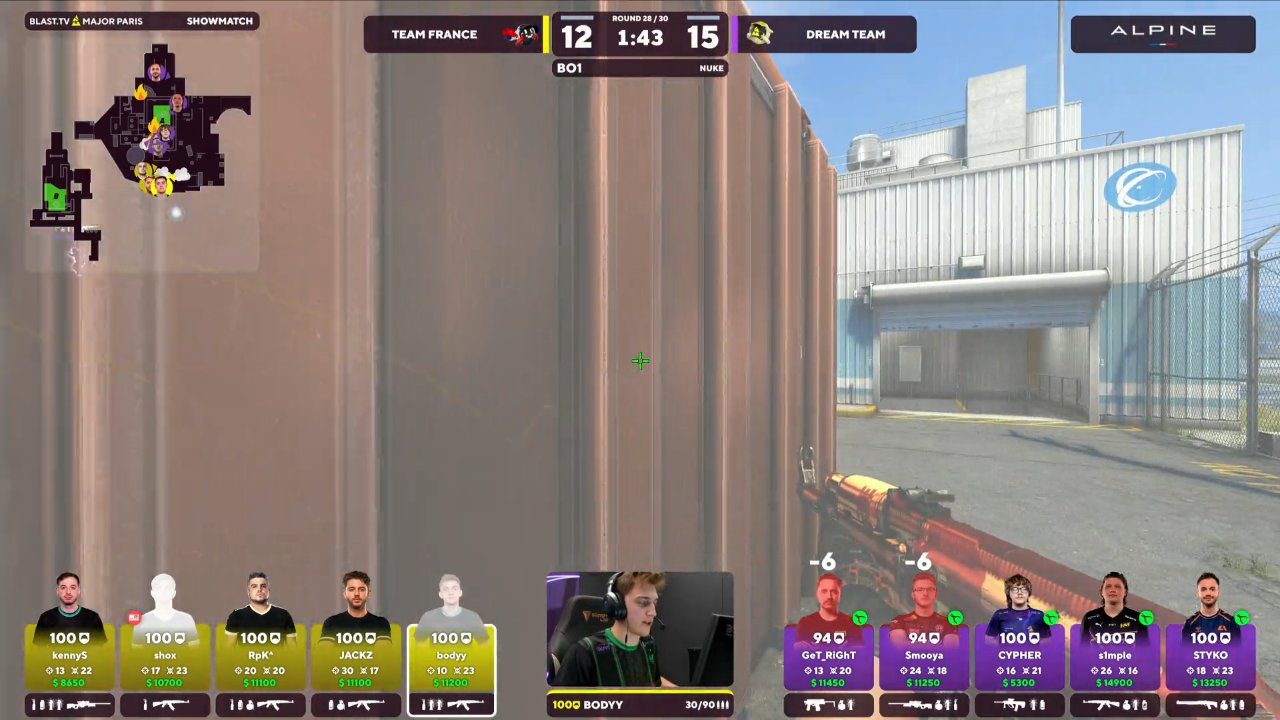 BLAST.TV MAJOR PARIS SHOWMATCH
TEAM FRANCE
12
ROUND 28 / 30
1:43
15
DREAM TEAM
BO1 NUKE
ALPINE
-6 -6
100 100 100 100 100 94 94 100 100 100
kennyS shox RpK^ JACKZ bodyy GeT_RiGhT Smooya CYPHER s1mple STYKO
13 22 17 23 20 20 30 17 10 23 13 20 24 18 16 21 26 16 18 23
$8650 $10700 $11100 $11100 $11200 $11450 $11250 $5300 $14900 $13250
100 BODYY 30/90